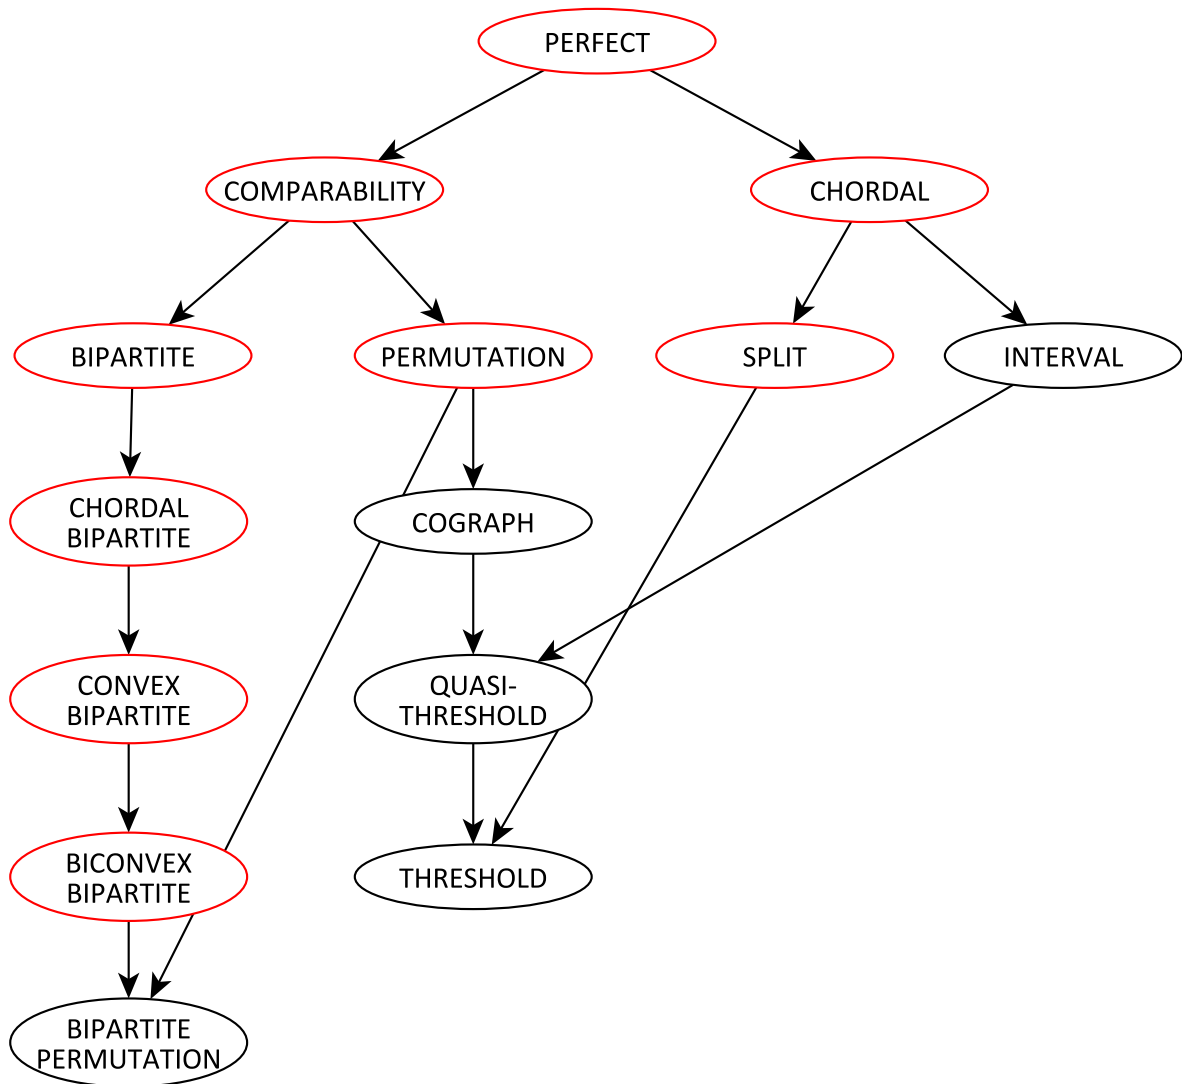 PERFECT
COMPARABILITY
CHORDAL
BIPARTITE
PERMUTATION
SPLIT
INTERVAL
CHORDAL
BIPARTITE
COGRAPH
CONVEX
BIPARTITE
QUASI-
THRESHOLD
BICONVEX
BIPARTITE
THRESHOLD
BIPARTITE
PERMUTATION